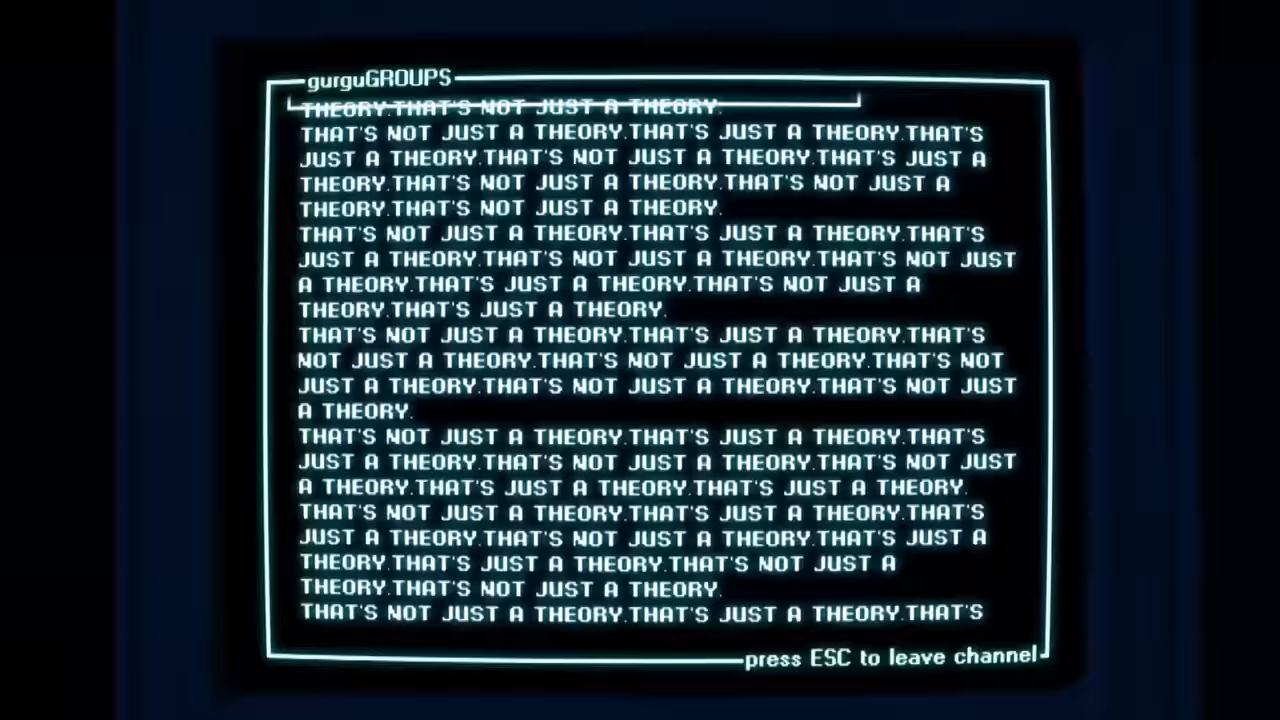 gurguGROUPS
THEORY.THAT'S NOT JUST A THEORY.
THAT'S NOT JUST A THEORY.THAT'S JUST A THEORY.THAT'S
JUST A THEORY.THAT'S NOT JUST A THEORY.THAT'S JUST A
THEORY.THAT'S NOT JUST A THEORY.THAT'S NOT JUST A
THEORY.THAT'S NOT JUST A THEORY.
THAT'S NOT JUST A THEORY.THAT'S JUST A THEORY.THAT'S
JUST A THEORY.THAT'S NOT JUST A THEORY.THAT'S NOT JUST
A THEORY.THAT'S JUST A THEORY.THAT'S NOT JUST A
THEORY.THAT'S JUST A THEORY.
THAT'S NOT JUST A THEORY.THAT'S JUST A THEORY.THAT'S
NOT JUST A THEORY.THAT'S NOT JUST A THEORY.THAT'S NOT
JUST A THEORY.THAT'S NOT JUST A THEORY.THAT'S NOT JUST
A THEORY.
THAT'S NOT JUST A THEORY.THAT'S JUST A THEORY.THAT'S
JUST A THEORY.THAT'S NOT JUST A THEORY.THAT'S NOT JUST
A THEORY.THAT'S JUST A THEORY.THAT'S JUST A THEORY.
THAT'S NOT JUST A THEORY.THAT'S JUST A THEORY.THAT'S
JUST A THEORY.THAT'S NOT JUST A THEORY.THAT'S JUST A
THEORY.THAT'S JUST A THEORY.THAT'S NOT JUST A
THEORY.THAT'S NOT JUST A THEORY.
THAT'S NOT JUST A THEORY.THAT'S JUST A THEORY.THAT'S
press ESC to leave channel